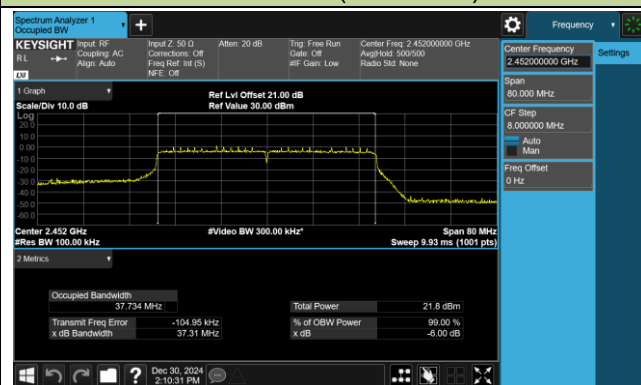 Spectrum Analyzer 1
Occupied BW
Frequency
KEYSIGHT Input: RF
R L Coupling: AC
Align: Auto
Input Z: 50 Ω
Corrections: Off
Freq Ref: Int (S)
NFE: Off
Atten: 20 dB
Trig: Free Run
Gate: Off
#IF Gain: Low
Center Freq: 2.452000000 GHz
Avg|Hold: 500/500
Radio Std: None
Center Frequency
2.452000000 GHz
Settings
Span
80.000 MHz
CF Step
8.000000 MHz
Auto
Man
Freq Offset
0 Hz
1 Graph
Scale/Div 10.0 dB
Ref Lvl Offset 21.00 dB
Ref Value 30.00 dBm
Log
20.0
10.0
0.00
-10.0
-20.0
-30.0
-40.0
-50.0
-60.0
Center 2.452 GHz
#Res BW 100.00 kHz
#Video BW 300.00 kHz*
Span 80 MHz
Sweep 9.93 ms (1001 pts)
2 Metrics
Occupied Bandwidth
37.734 MHz
Total Power 21.8 dBm
Transmit Freq Error -104.95 kHz
% of OBW Power 99.00 %
x dB Bandwidth 37.31 MHz
x dB -6.00 dB
Dec 30, 2024
2:10:31 PM